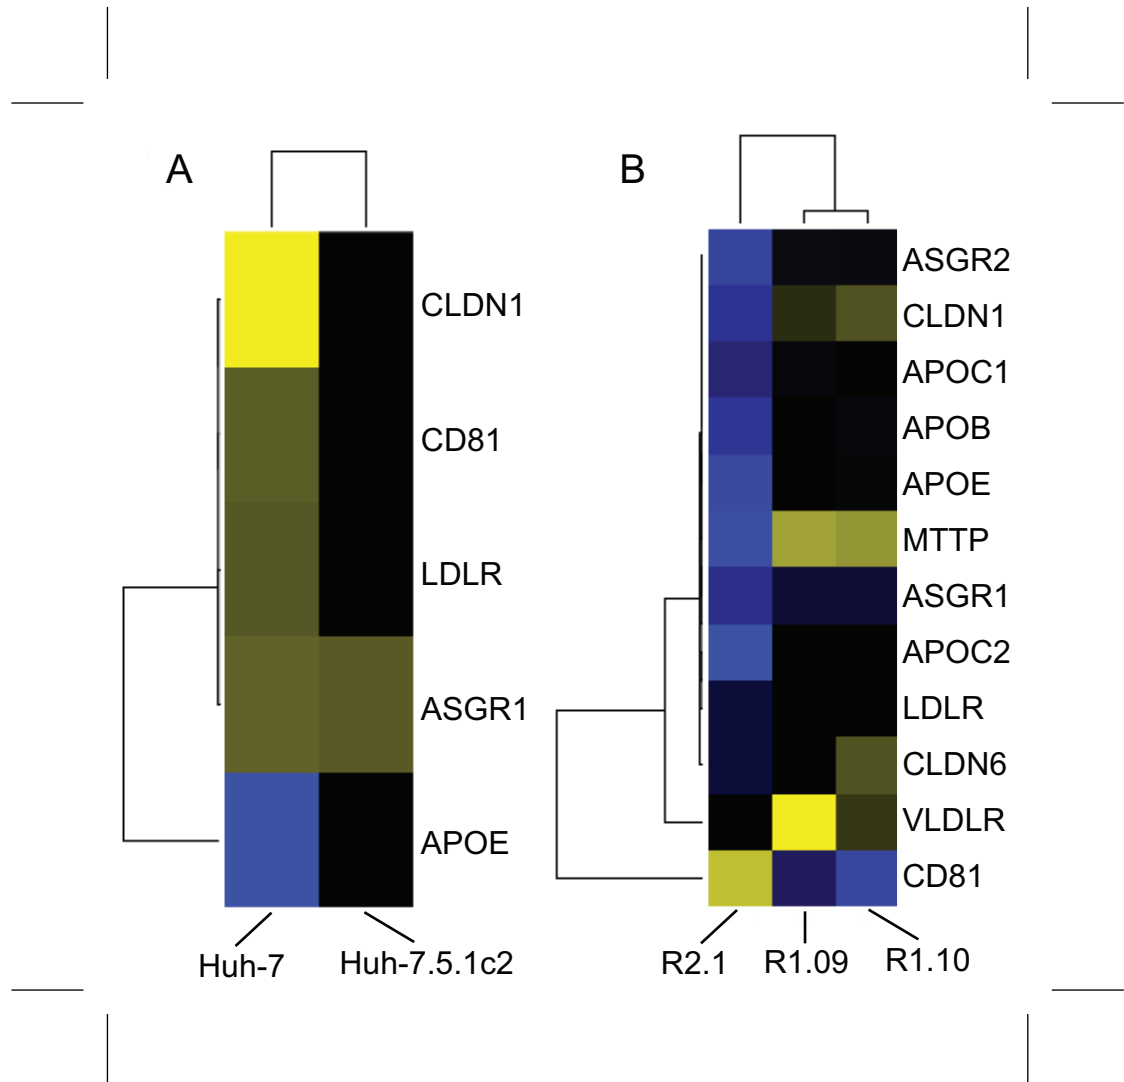 A
CLDN1
CD81
LDLR
ASGR1
APOE
Huh-7
Huh-7.5.1c2
B
ASGR2
CLDN1
APOC1
APOB
APOE
MTTP
ASGR1
APOC2
LDLR
CLDN6
VLDLR
CD81
R2.1
R1.09
R1.10